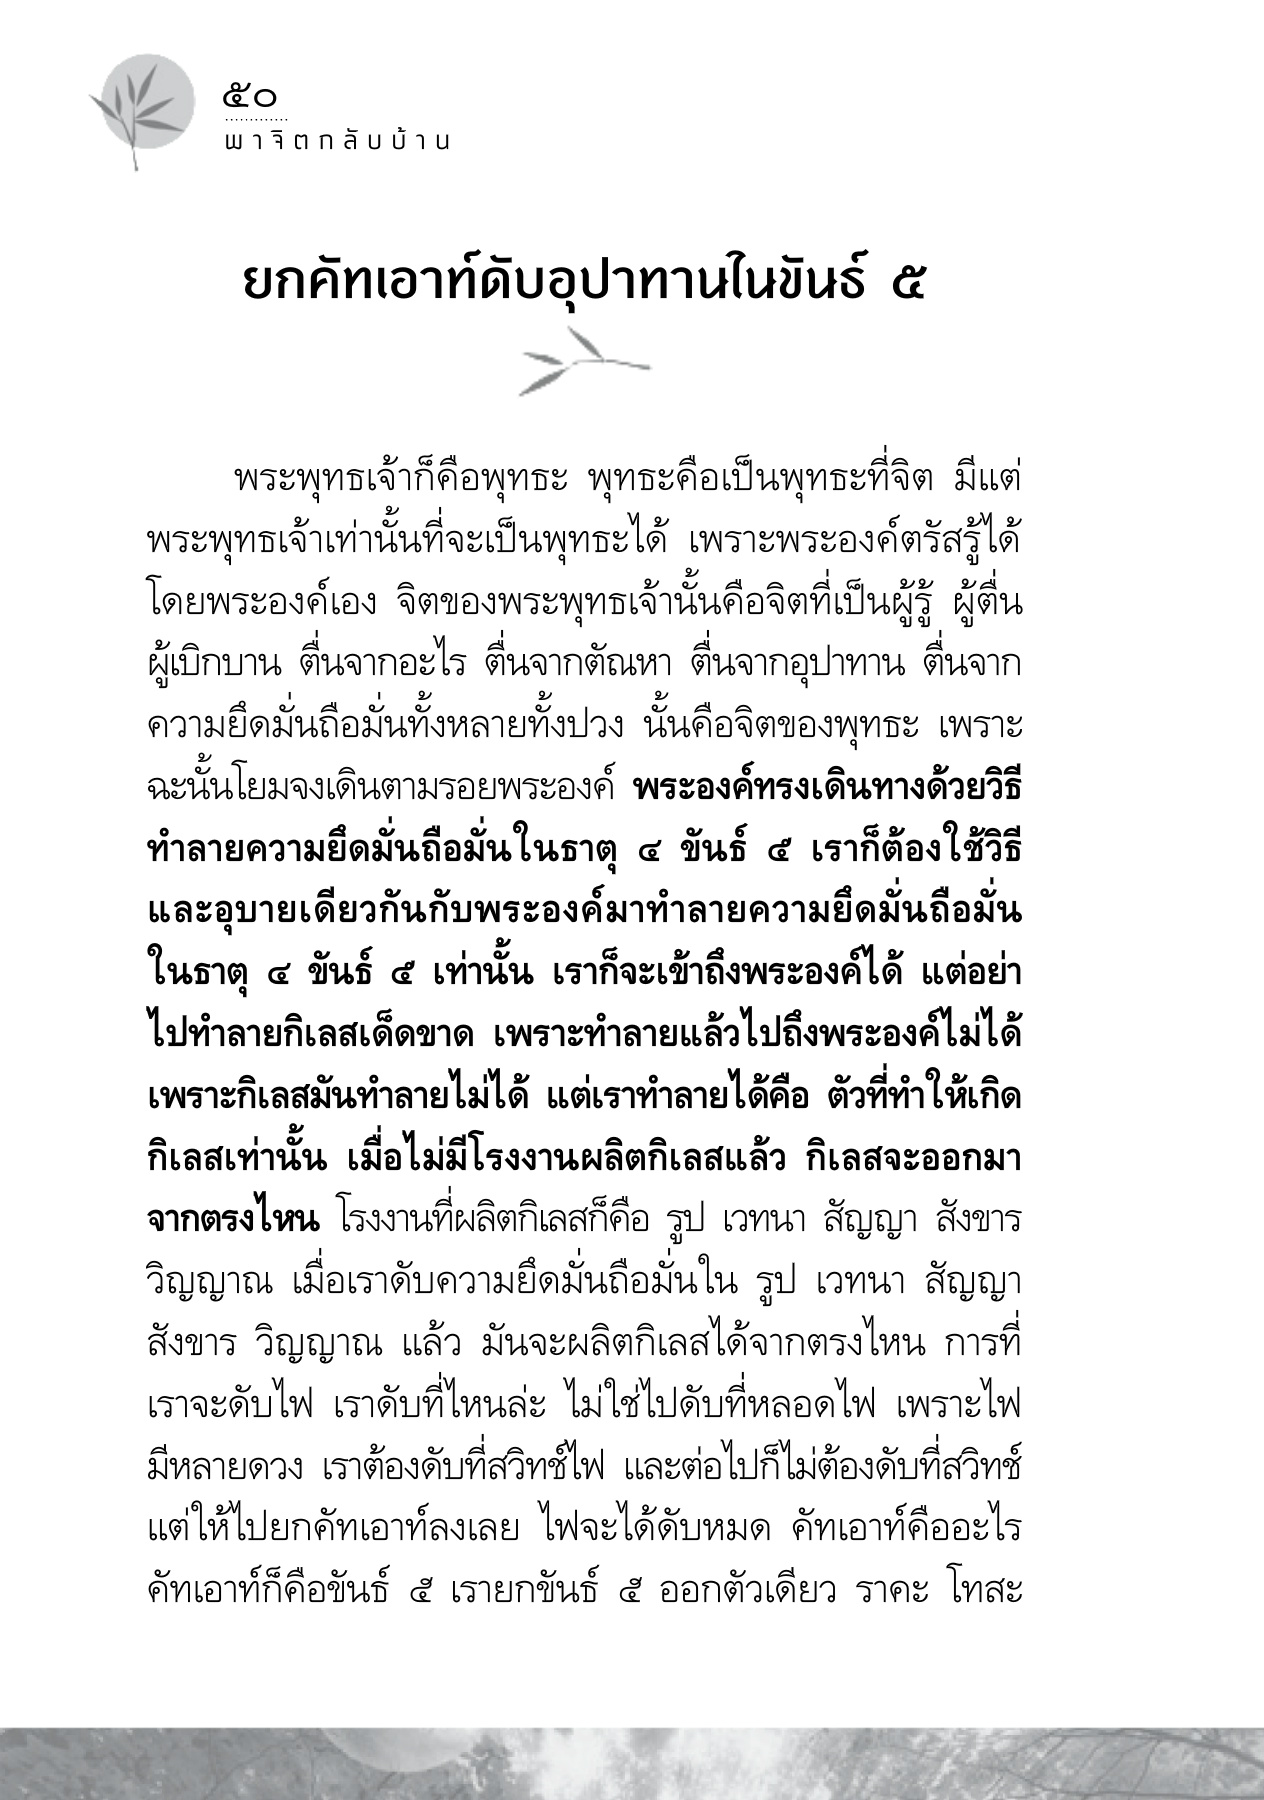 ๕๐
พาจิตกลับบ้าน
ยกคัทเอาท์ดับอุปาทานในขันธ์ ๕
พระพุทธเจ้าก็คือพุทธะ พุทธะคือเป็นพุทธะที่จิต มีแต่
พระพุทธเจ้าเท่านั้นที่จะเป็นพุทธะได้ เพราะพระองค์ตรัสรู้ได้
โดยพระองค์เอง จิตของพระพุทธเจ้านั้นคือจิตที่เป็นผู้รู้ ผู้ตื่น
ผู้เบิกบาน ตื่นจากอะไร ตื่นจากตัณหา ตื่นจากอุปาทาน ตื่นจาก
ความยึดมั่นถือมั่นทั้งหลายทั้งปวง นั้นคือจิตของพุทธะ เพราะ
ฉะนั้นโยมจงเดินตามรอยพระองค์ พระองค์ทรงเดินทางด้วยวิธี
ทำลายความยึดมั่นถือมั่นในธาตุ ๔ ขันธ์ ๕ เราก็ต้องใช้วิธี
และอุบายเดียวกันกับพระองค์มาทำลายความยึดมั่นถือมั่น
ในธาตุ ๔ ขันธ์ ๕ เท่านั้น เราก็จะเข้าถึงพระองค์ได้ แต่อย่า
ไปทำลายกิเลสเด็ดขาด เพราะทำลายแล้วไปถึงพระองค์ไม่ได้
เพราะกิเลสมันทำลายไม่ได้ แต่เราทำลายได้คือ ตัวที่ทำให้เกิด
กิเลสเท่านั้น เมื่อไม่มีโรงงานผลิตกิเลสแล้ว กิเลสจะออกมา
จากตรงไหน โรงงานที่ผลิตกิเลสก็คือ รูป เวทนา สัญญา สังขาร
วิญญาณ เมื่อเราดับความยึดมั่นถือมั่นใน รูป เวทนา สัญญา
สังขาร วิญญาณ แล้ว มันจะผลิตกิเลสได้จากตรงไหน การที่
เราจะดับไฟ เราดับที่ไหนล่ะ ไม่ใช่ไปดับที่หลอดไฟ เพราะไฟ
มีหลายดวง เราต้องดับที่สวิทช์ไฟ และต่อไปก็ไม่ต้องดับที่สวิทช์
แต่ให้ไปยกคัทเอาท์ลงเลย ไฟจะได้ดับหมด คัทเอาท์คืออะไร
คัทเอาท์ก็คือขันธ์ ๕ เรายกขันธ์ ๕ ออกตัวเดียว ราคะ โทสะ